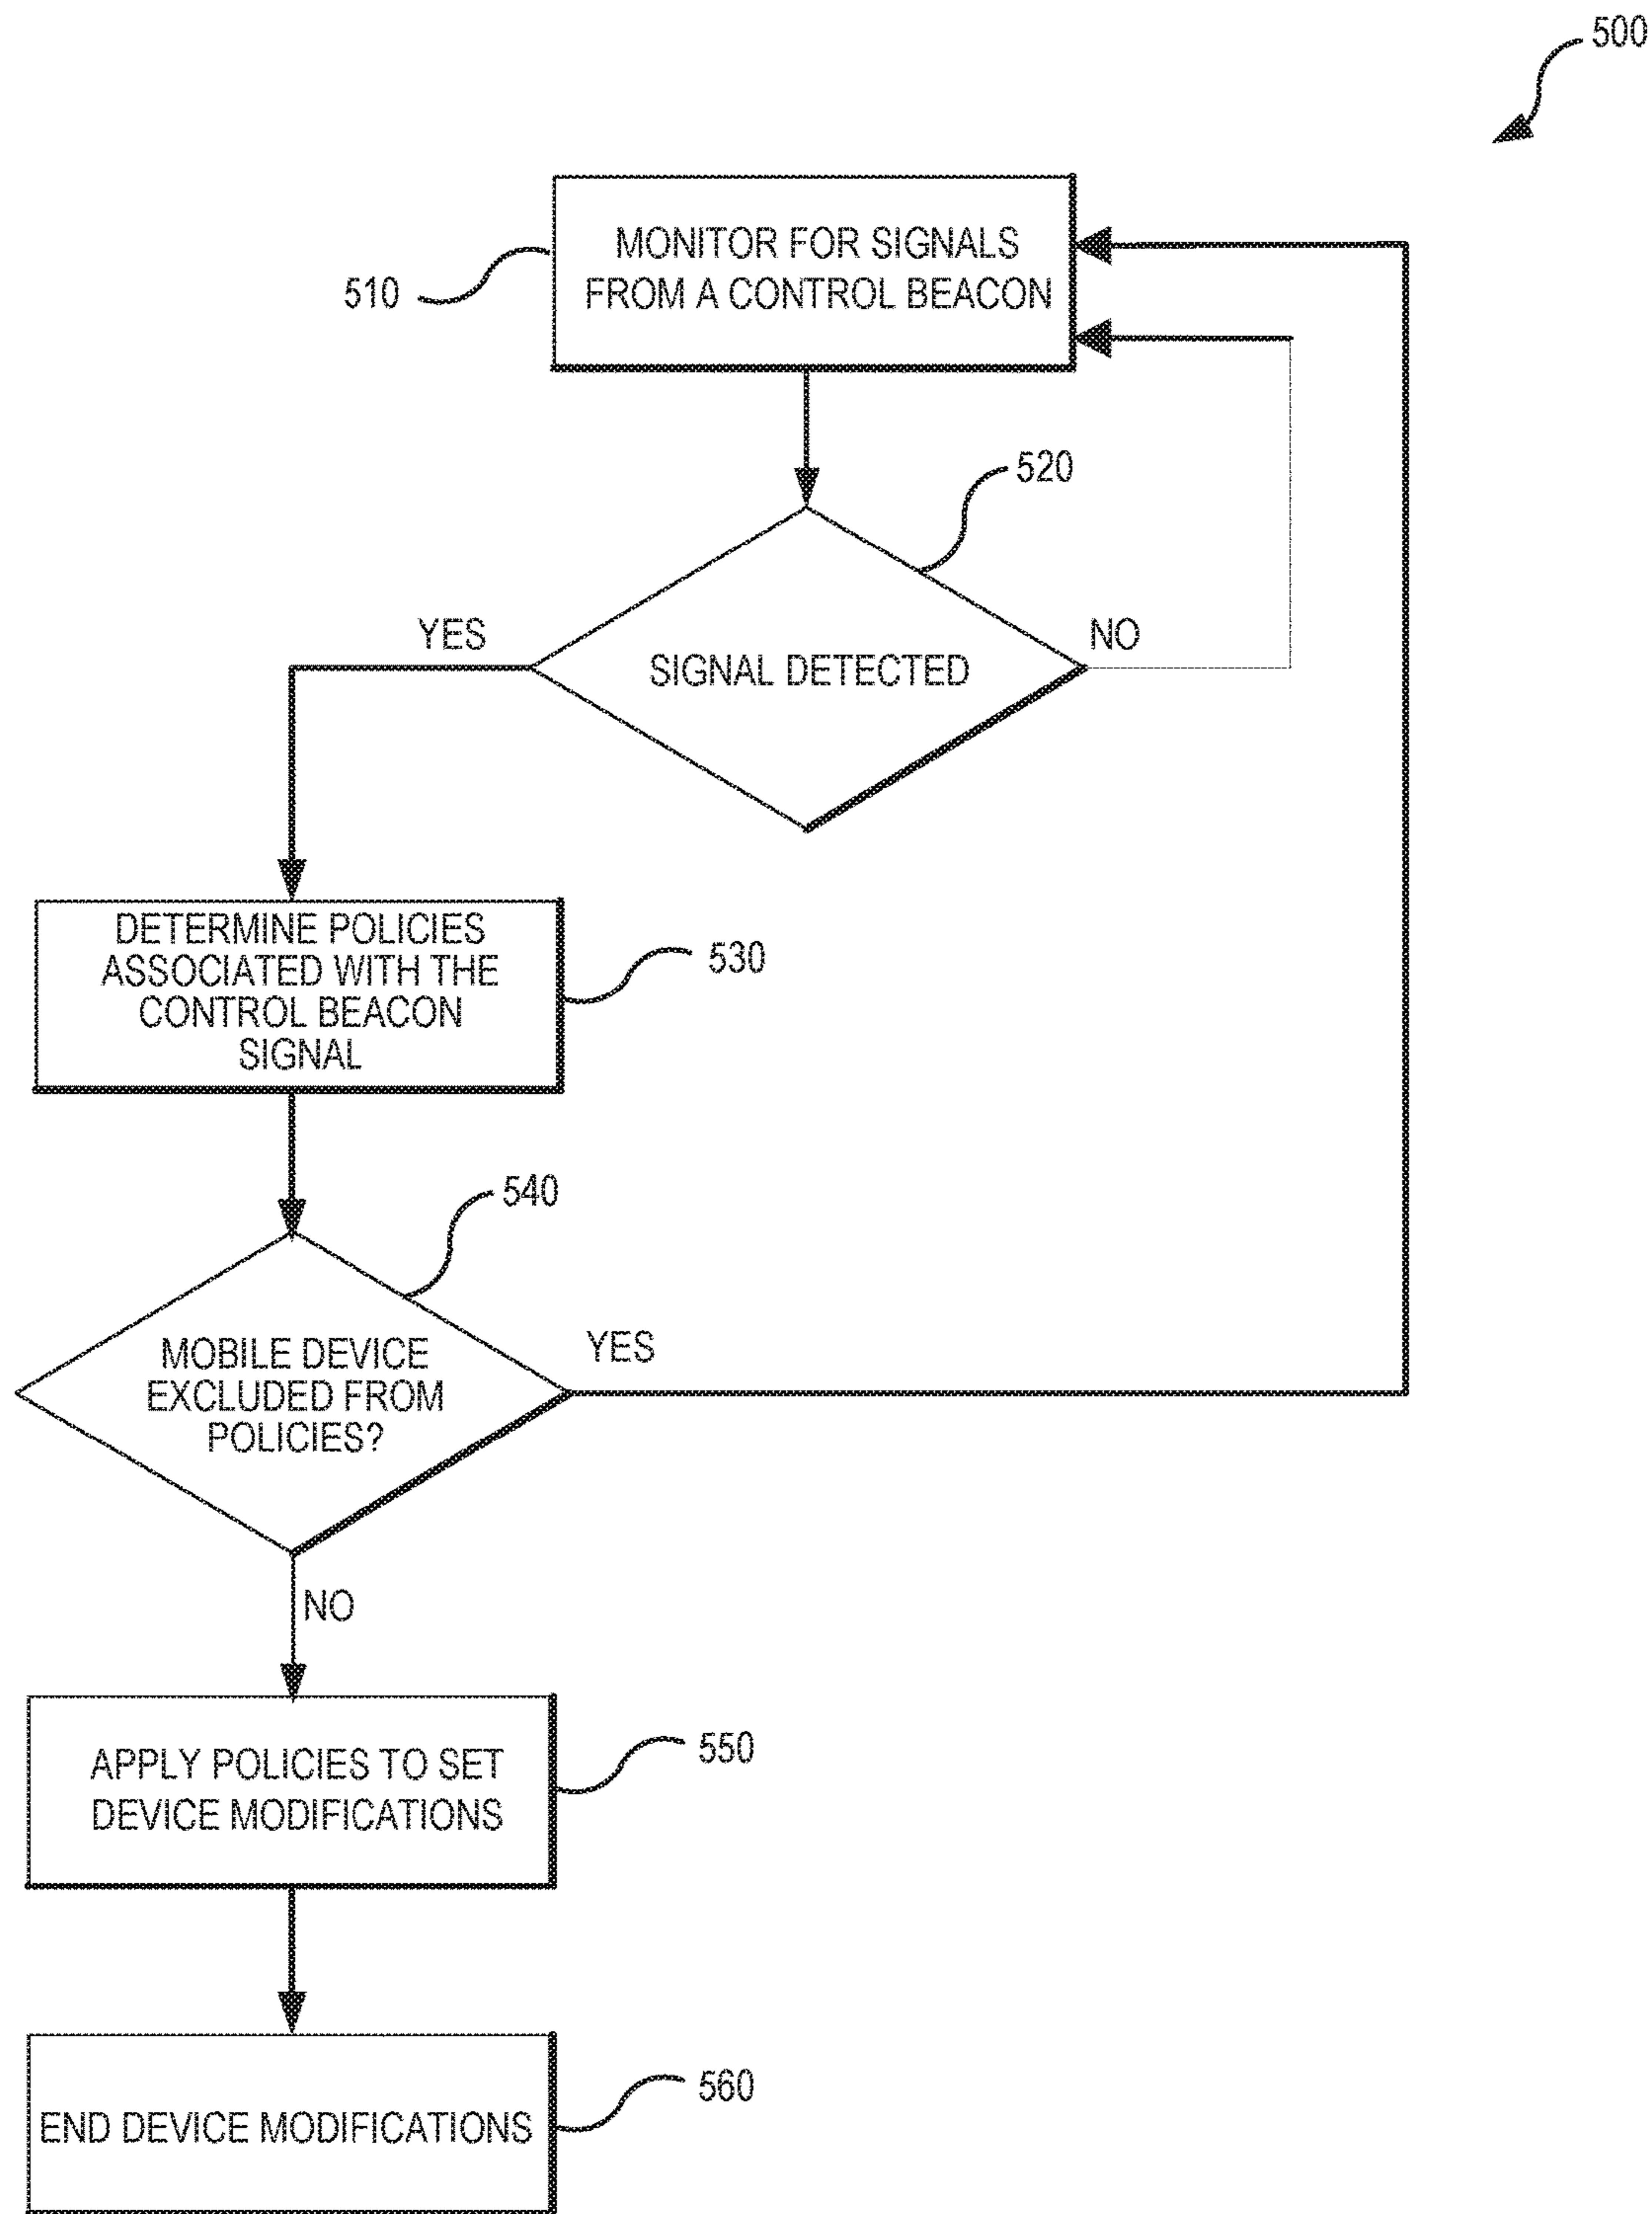 500
MONITOR FOR SIGNALS
FROM A CONTROL BEACON
510
520
YES
NO
SIGNAL DETECTED
DETERMINE POLICIES
ASSOCIATED WITH THE
CONTROL BEACON
SIGNAL
530
540
YES
MOBILE DEVICE
EXCLUDED FROM
POLICIES?
NO
APPLY POLICIES TO SET
DEVICE MODIFICATIONS
550
END DEVICE MODIFICATIONS
560